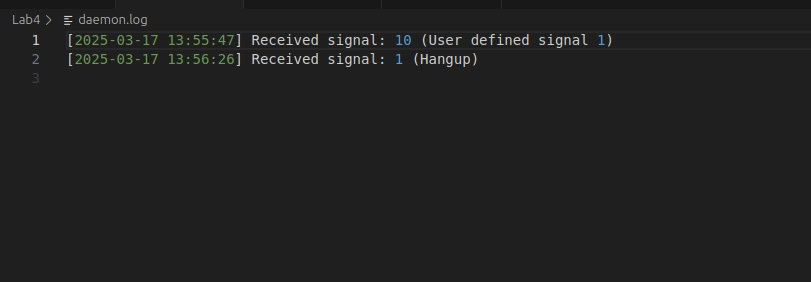 Lab4 > daemon.log
1 [2025-03-17 13:55:47] Received signal: 10 (User defined signal 1)
2 [2025-03-17 13:56:26] Received signal: 1 (Hangup)
3